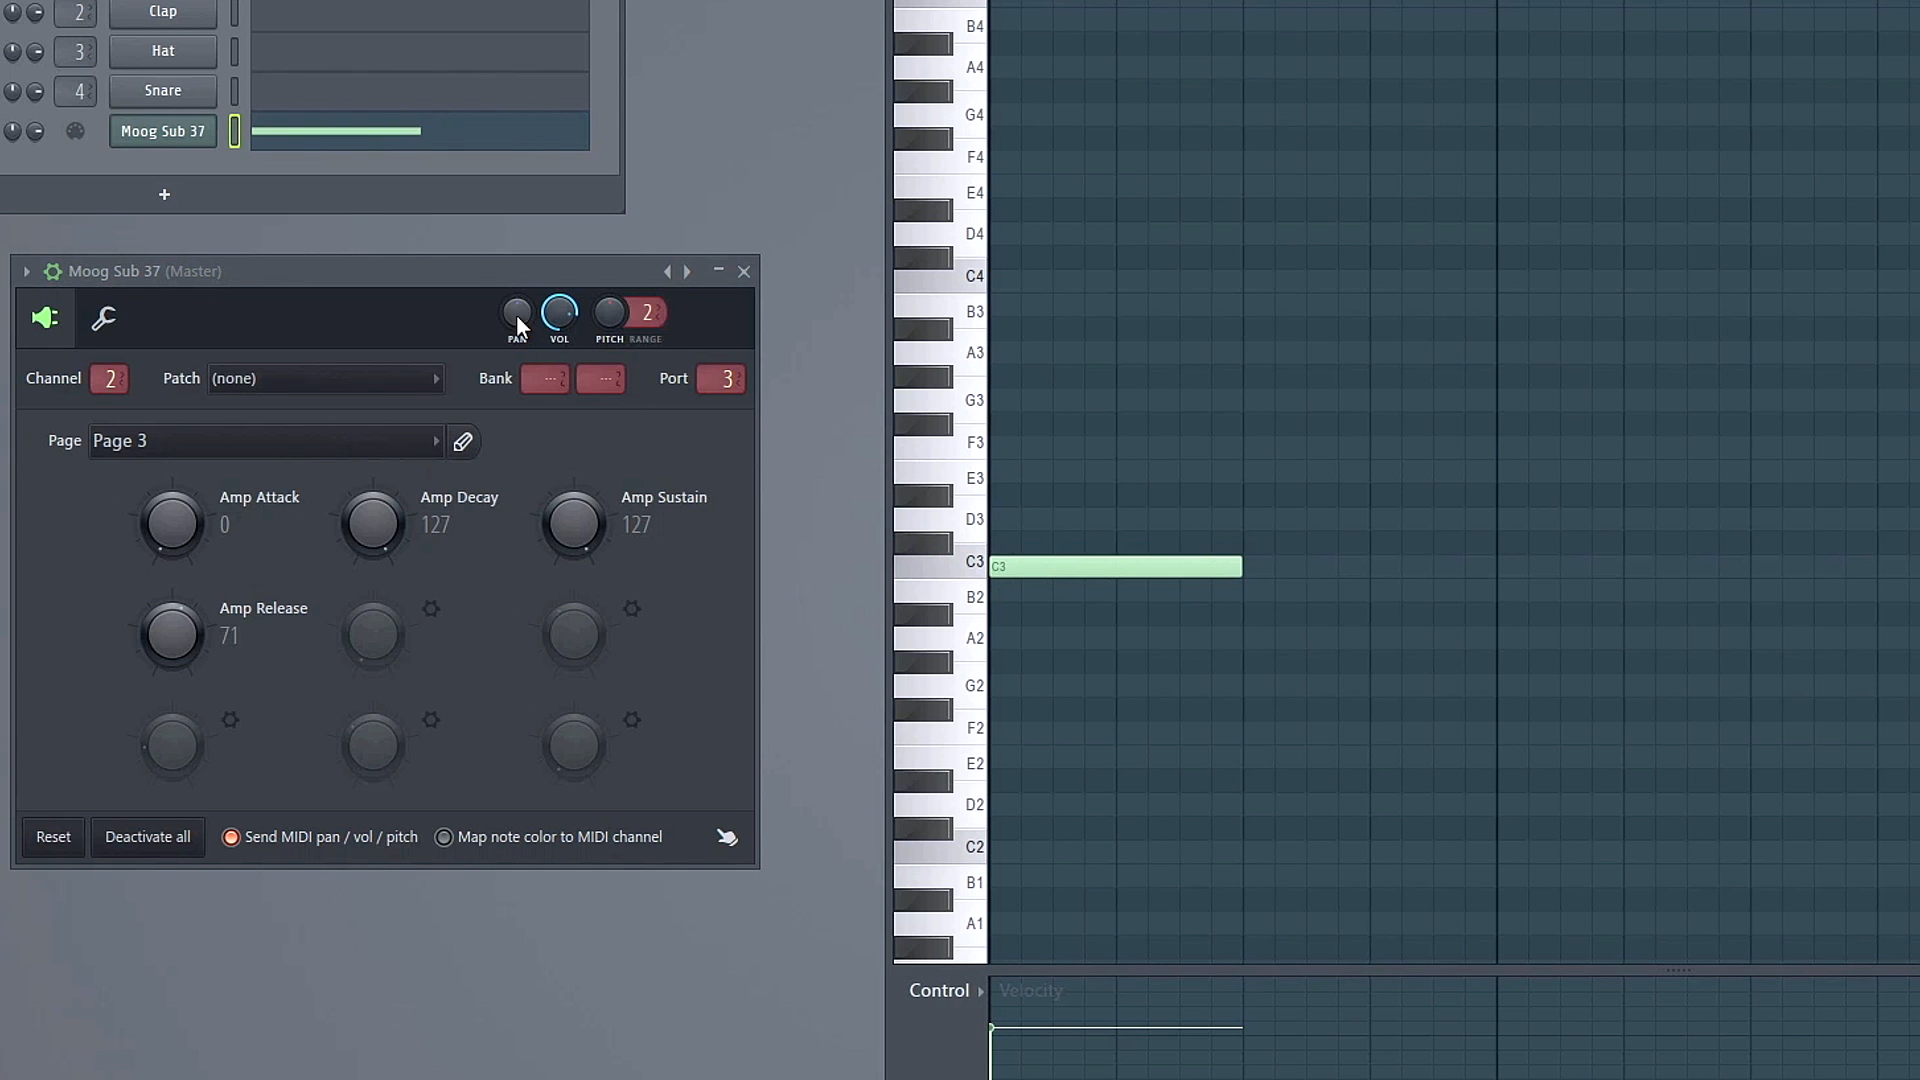 2 Clap
3 Hat
4 Snare
Moog Sub 37
+
Moog Sub 37 (Master)
2
PAN VOL PITCH RANGE
Channel 2 Patch (none) Bank --- --- Port 3
Page Page 3
Amp Attack
0
Amp Decay
127
Amp Sustain
127
Amp Release
71
Reset Deactivate all Send MIDI pan / vol / pitch Map note color to MIDI channel
B4
A4
G4
F4
E4
D4
C4
B3
A3
G3
F3
E3
D3
C3 C3
B2
A2
G2
F2
E2
D2
C2
B1
A1
Control Velocity